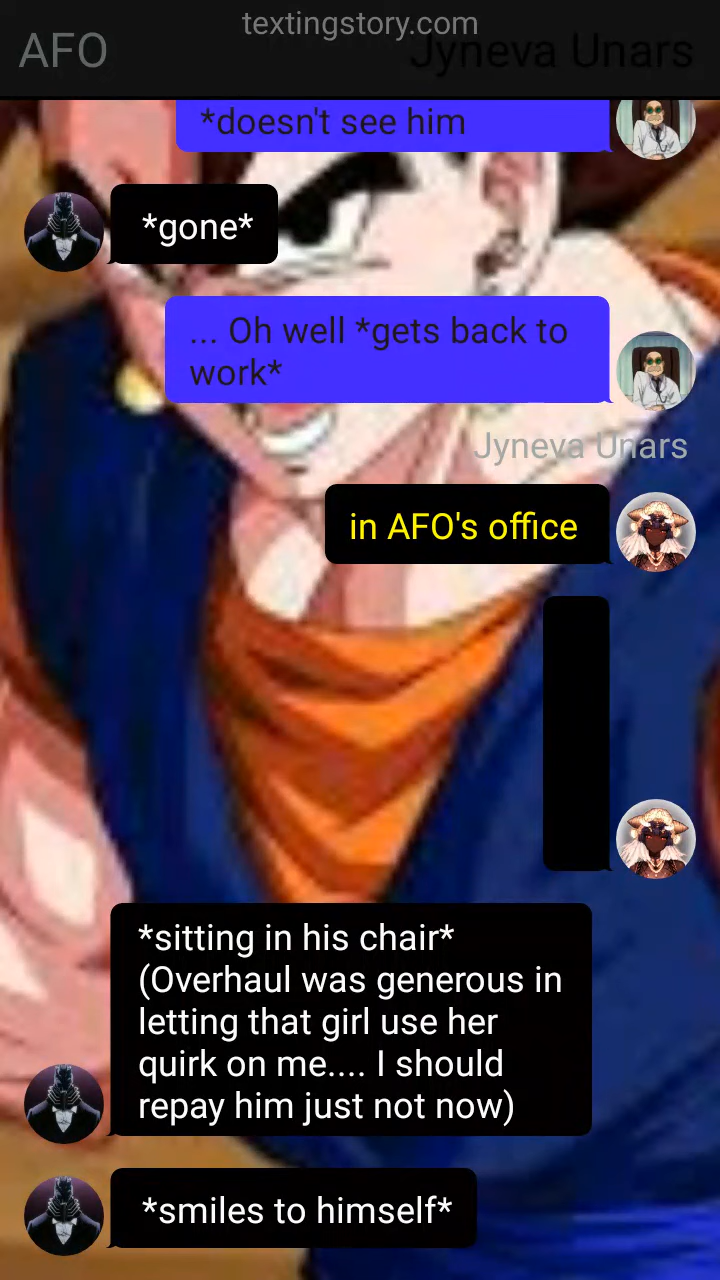 textingstory.com
AFO
Jyneva Unars
*doesn't see him
*gone*
... Oh well *gets back to
work*
Jyneva Unars
in AFO's office
*sitting in his chair*
(Overhaul was generous in
letting that girl use her
quirk on me.... I should
repay him just not now)
*smiles to himself*